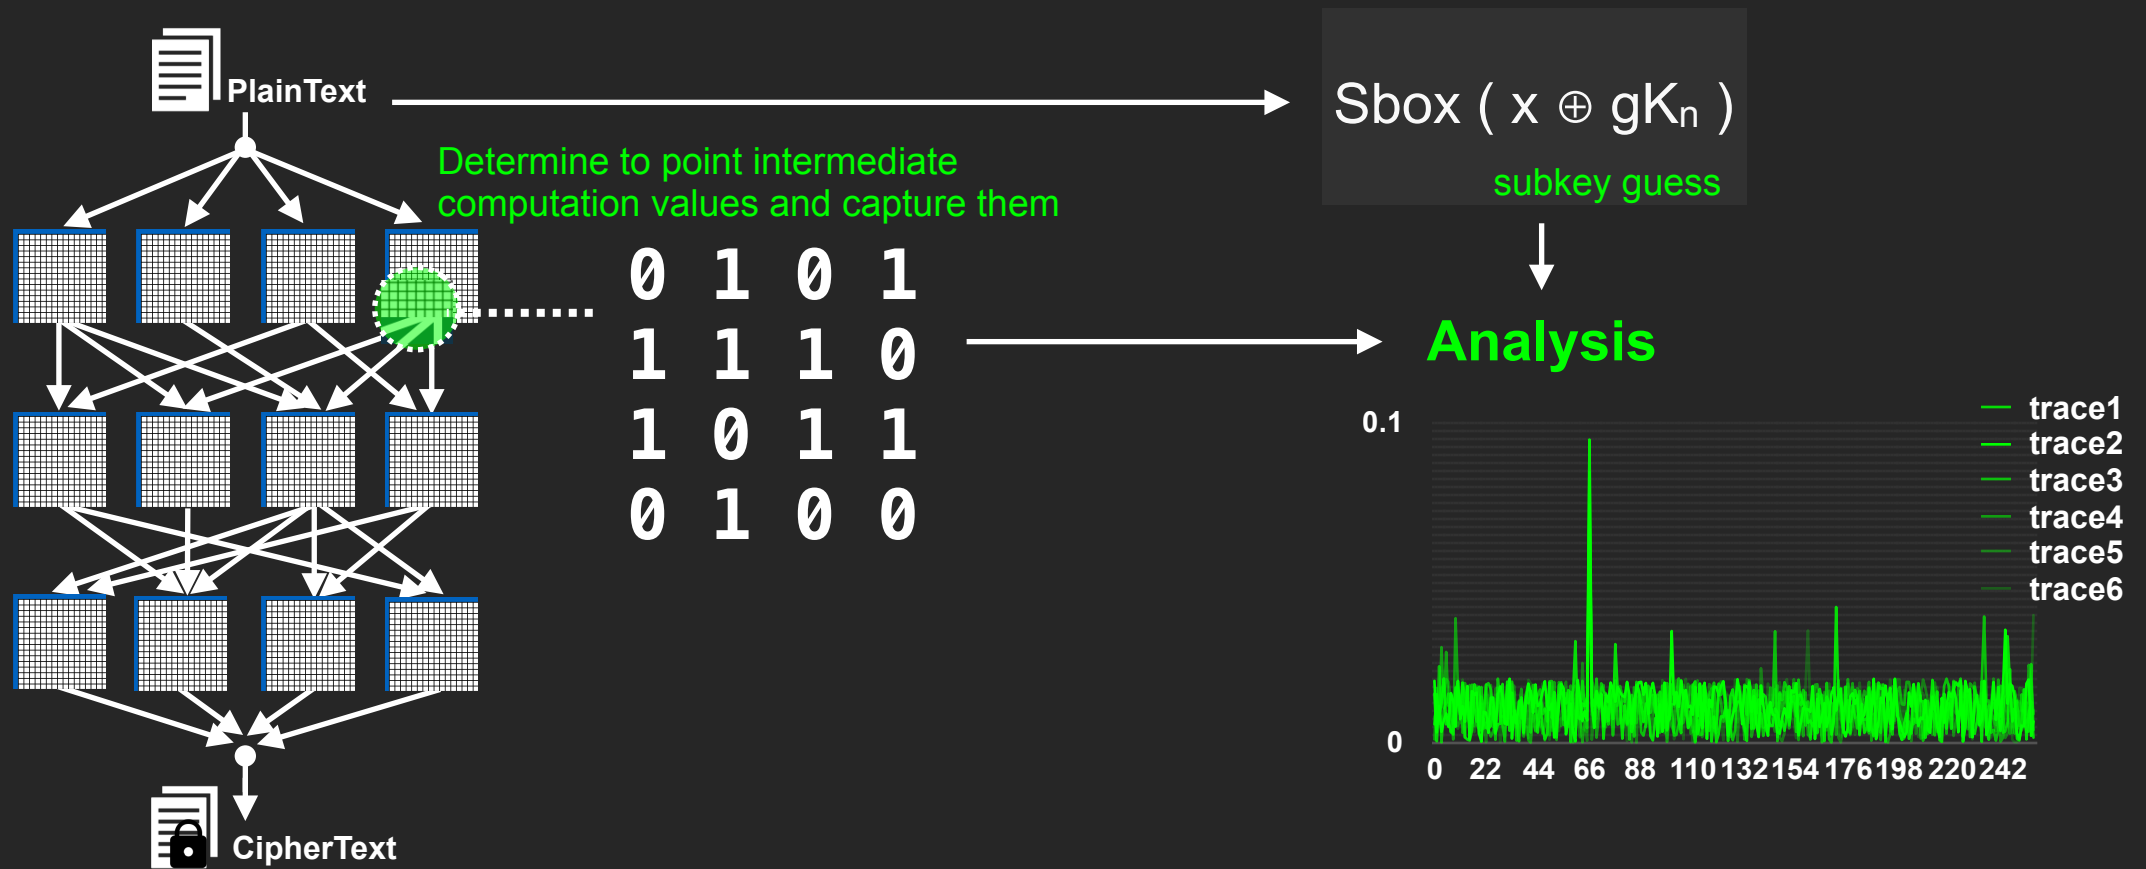 PlainText
Sbox ( x ⊕ gKₙ )
subkey guess
Determine to point intermediate
computation values and capture them
0 1 0 1
1 1 1 0
1 0 1 1
0 1 0 0
Analysis
trace1
trace2
trace3
trace4
trace5
trace6
0.1
0
0 22 44 66 88 110 132 154 176 198 220 242
CipherText